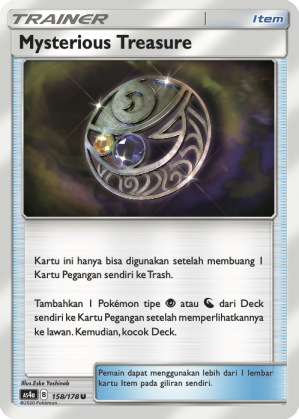 TRAINER Item
Mysterious Treasure
Kartu ini hanya bisa digunakan setelah membuang 1
Kartu Pegangan sendiri ke Trash.
Tambahkan 1 Pokémon tipe atau dari Deck
sendiri ke Kartu Pegangan setelah memperlihatkannya
ke lawan. Kemudian, kocok Deck.
Illus.Eske Yoshinob
Pemain dapat menggunakan lebih dari 1 lembar
kartu Item pada giliran sendiri.
AS4a B 158/178 U
©2020 Pokémon